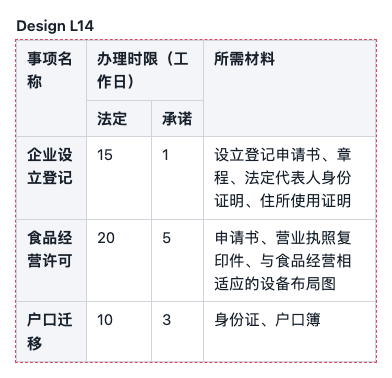 Design L14
事项名
称
办理时限（工
作日）
所需材料
法定
承诺
企业设
立登记
15
1
设立登记申请书、章
程、法定代表人身份
证明、住所使用证明
食品经
营许可
20
5
申请书、营业执照复
印件、与食品经营相
适应的设备布局图
户口迁
移
10
3
身份证、户口簿